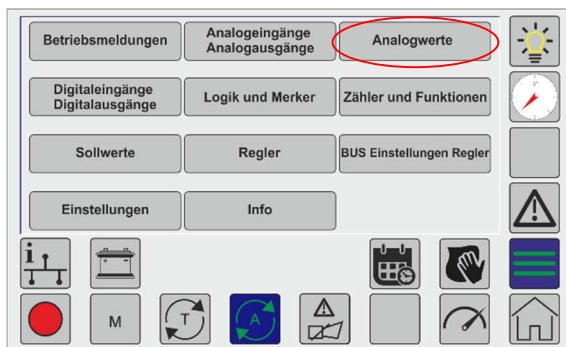 Betriebsmeldungen
Analogeingänge
Analogausgänge
Analogwerte
Digitaleingänge
Digitalausgänge
Logik und Merker
Zähler und Funktionen
Sollwerte
Regler
BUS Einstellungen Regler
Einstellungen
Info
i
M
T
A